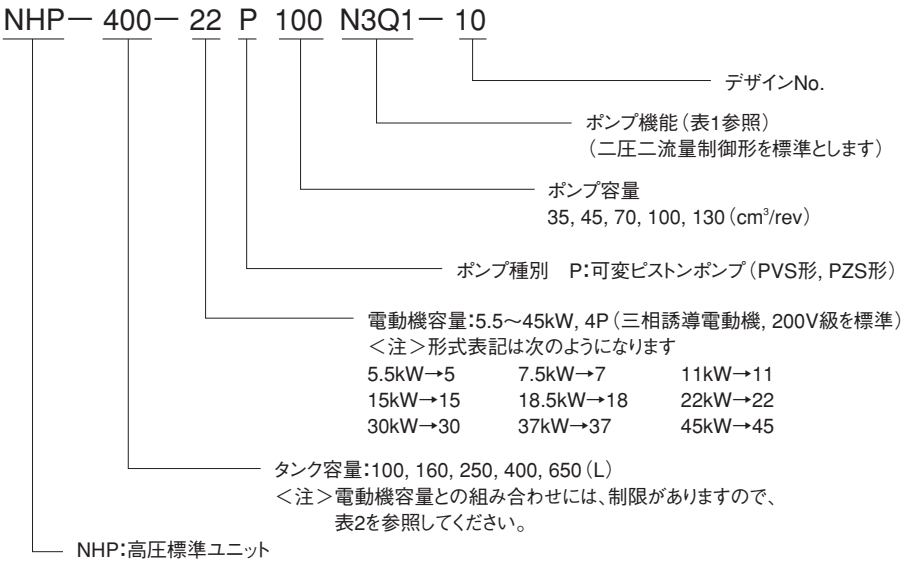 NHP－400－22 P 100 N3Q1－10
デザインNo.
ポンプ機能（表1参照）
（二圧二流量制御形を標準とします）
ポンプ容量
35, 45, 70, 100, 130（cm³/rev）
ポンプ種別　P：可変ピストンポンプ（PVS形, PZS形）
電動機容量：5.5～45kW, 4P（三相誘導電動機, 200V級を標準）
＜注＞形式表記は次のようになります
5.5kW→5　7.5kW→7　11kW→11
15kW→15　18.5kW→18　22kW→22
30kW→30　37kW→37　45kW→45
タンク容量：100, 160, 250, 400, 650（L）
＜注＞電動機容量との組み合わせには、制限がありますので、
表2を参照してください。
NHP：高圧標準ユニット